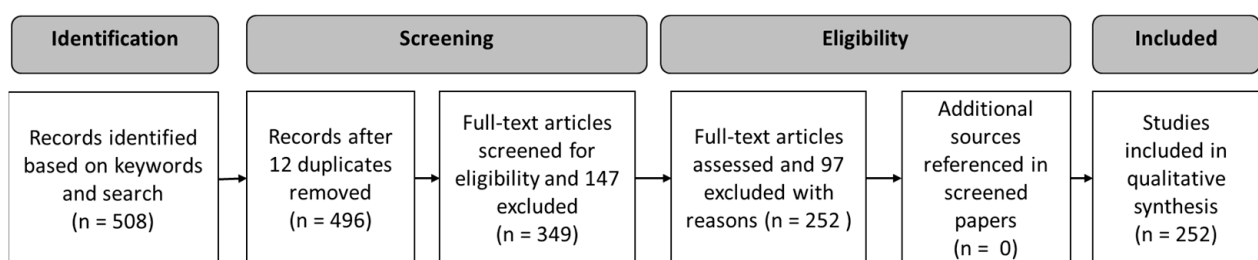 Identification
Screening
Eligibility
Included
Records identified
based on keywords
and search
(n = 508)
Records after
12 duplicates
removed
(n = 496)
Full-text articles
screened for
eligibility and 147
excluded
(n = 349)
Full-text articles
assessed and 97
excluded with
reasons (n = 252 )
Additional
sources
referenced in
screened
papers
(n =  0)
Studies
included in
qualitative
synthesis
(n = 252)